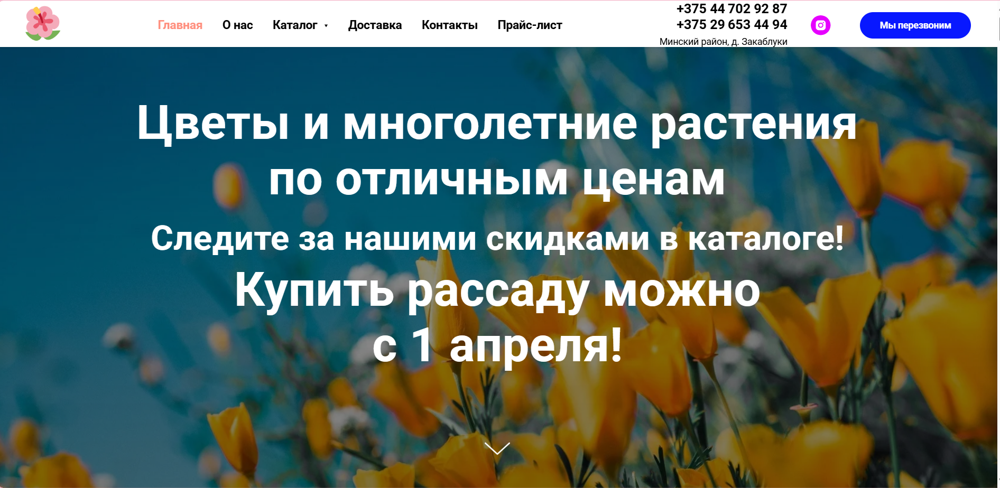 Главная
О нас
Каталог
Доставка
Контакты
Прайс-лист
+375 44 702 92 87
+375 29 653 44 94
Минский район, д. Закаблуки
Мы перезвоним
Цветы и многолетние растения
по отличным ценам
Следите за нашими скидками в каталоге!
Купить рассаду можно
с 1 апреля!